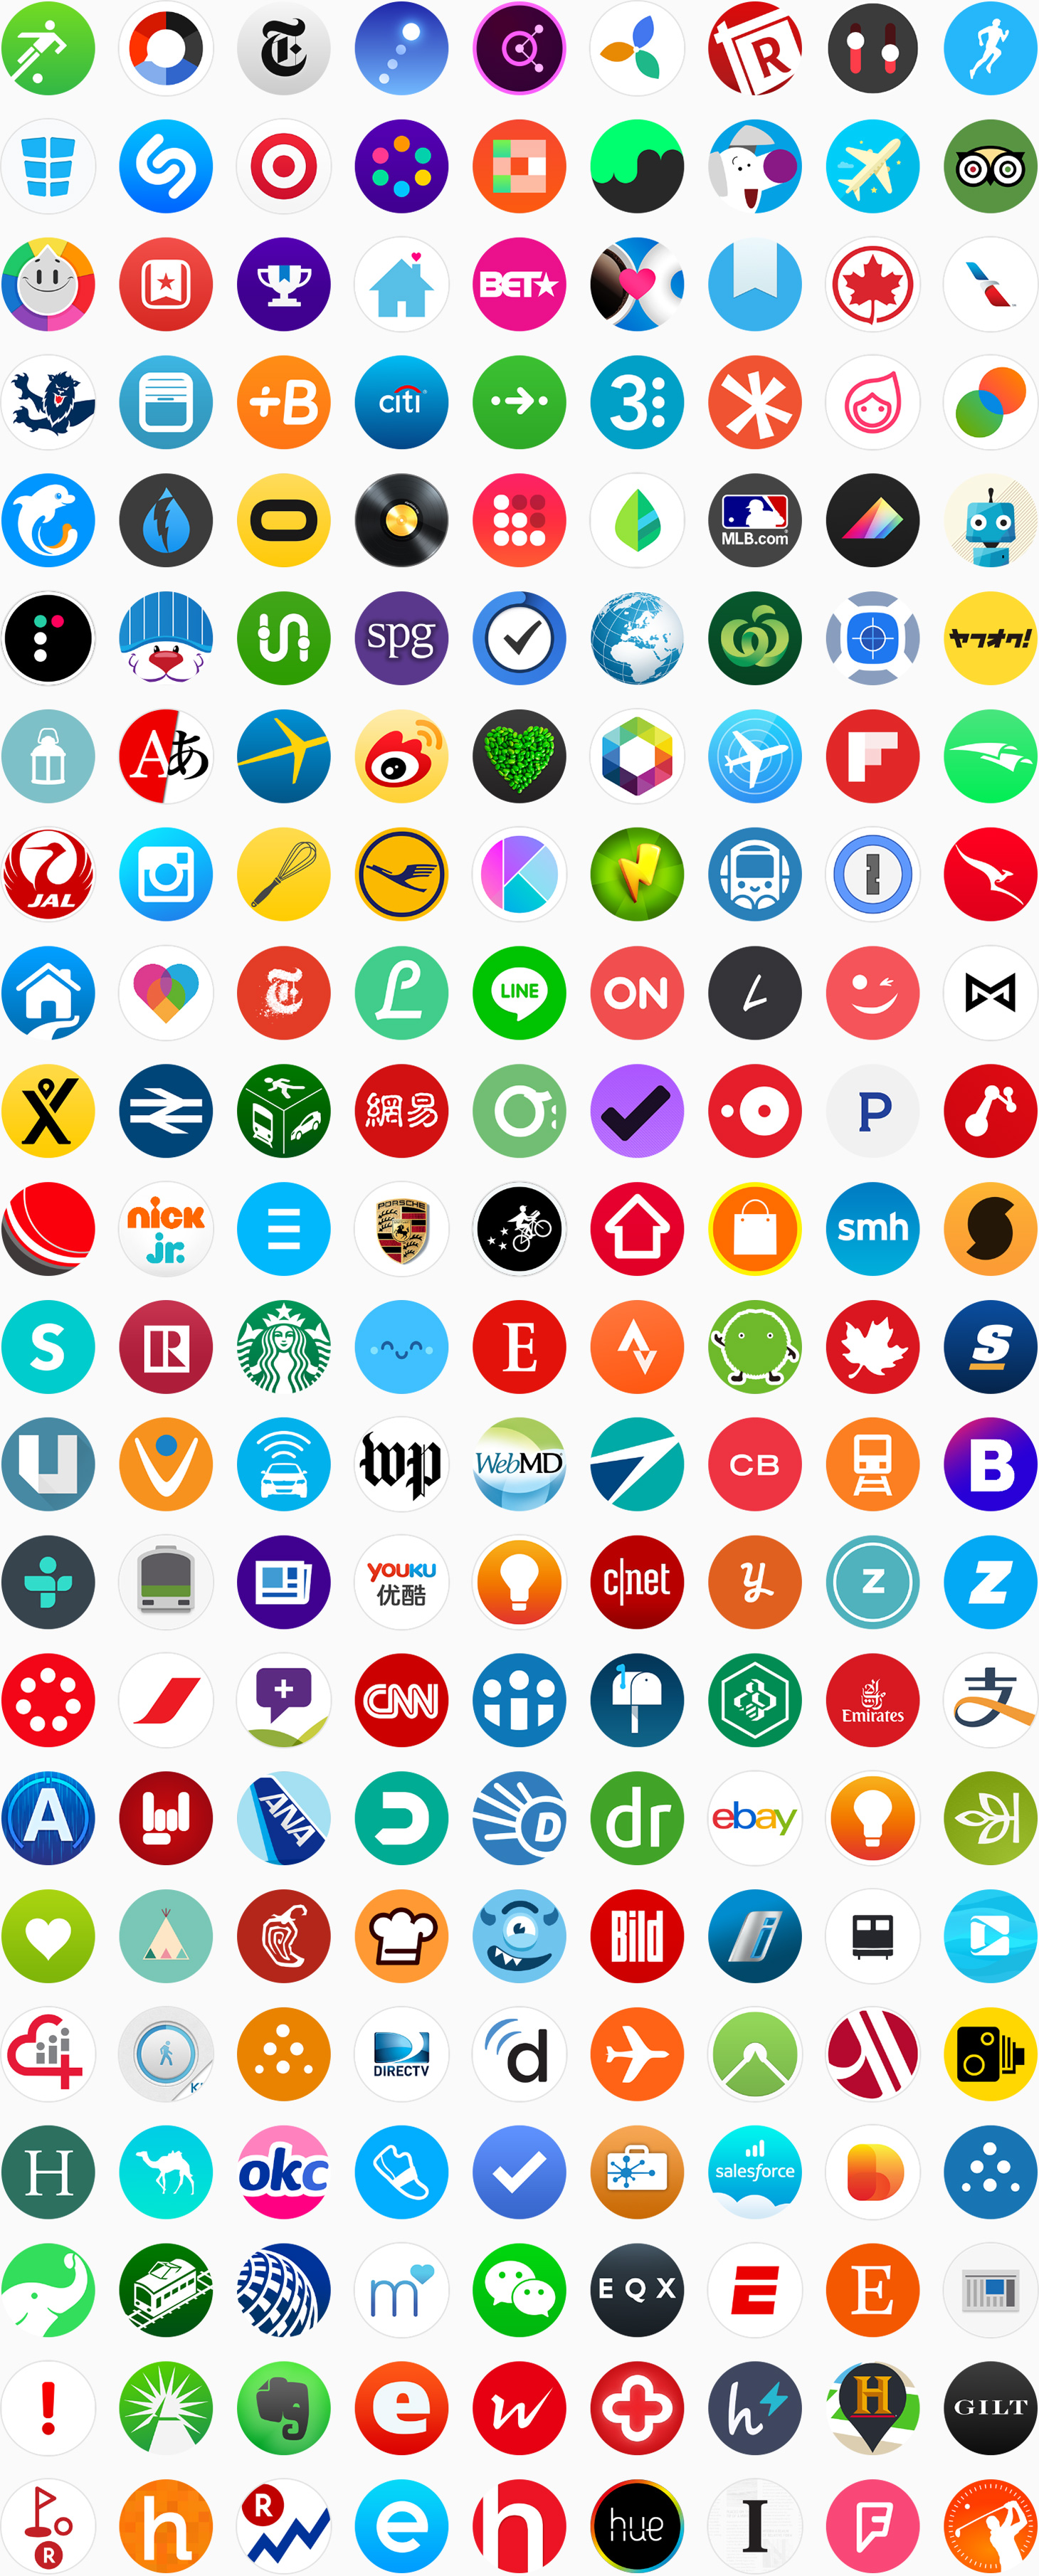 T
R
BET
+B
citi
3
MLB.com
spg
ヤフオク!
A あ
F
JAL
K
T
L
LINE
ON
L
X
網易
P
PORSCHE
nick
jr.
smh
S
S
R
E
S
U
wp
WebMD
CB
B
YOUKU
优酷
c|net
y
z
Z
CNN
Emirates
支
A
ANA
D
D
dr
ebay
Bild
i
DIRECTV
d
H
okc
salesforce
m
EQX
E
E
!
e
w
h
H
GILT
R
h
R
e
h
hue
I
F